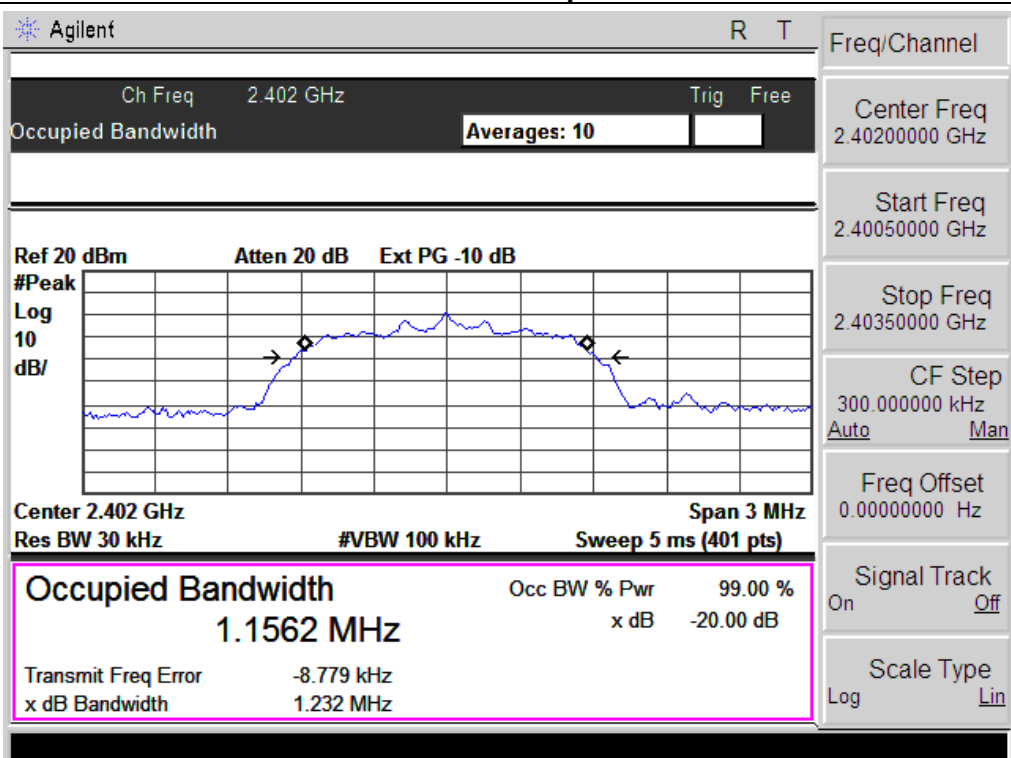 Agilent R T
Ch Freq 2.402 GHz Trig Free
Occupied Bandwidth Averages: 10
Ref 20 dBm Atten 20 dB Ext PG -10 dB
#Peak
Log
10
dB/
Center 2.402 GHz Span 3 MHz
Res BW 30 kHz #VBW 100 kHz Sweep 5 ms (401 pts)
Occupied Bandwidth Occ BW % Pwr 99.00 %
1.1562 MHz x dB -20.00 dB
Transmit Freq Error -8.779 kHz
x dB Bandwidth 1.232 MHz
Freq/Channel
Center Freq
2.40200000 GHz
Start Freq
2.40050000 GHz
Stop Freq
2.40350000 GHz
CF Step
300.000000 kHz
Auto Man
Freq Offset
0.00000000 Hz
Signal Track
On Off
Scale Type
Log Lin